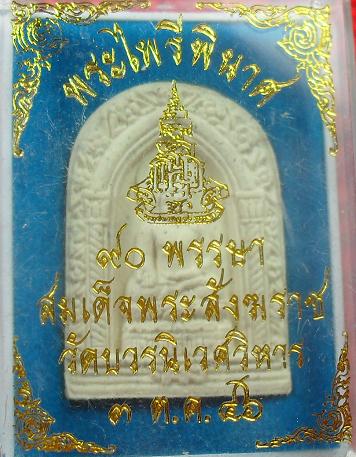 พระไพรีพินาศ
๙๐ พรรษา
สมเด็จพระสังฆราช
วัดบวรนิเวศวิหาร
๓ ต.ค. ๔๖